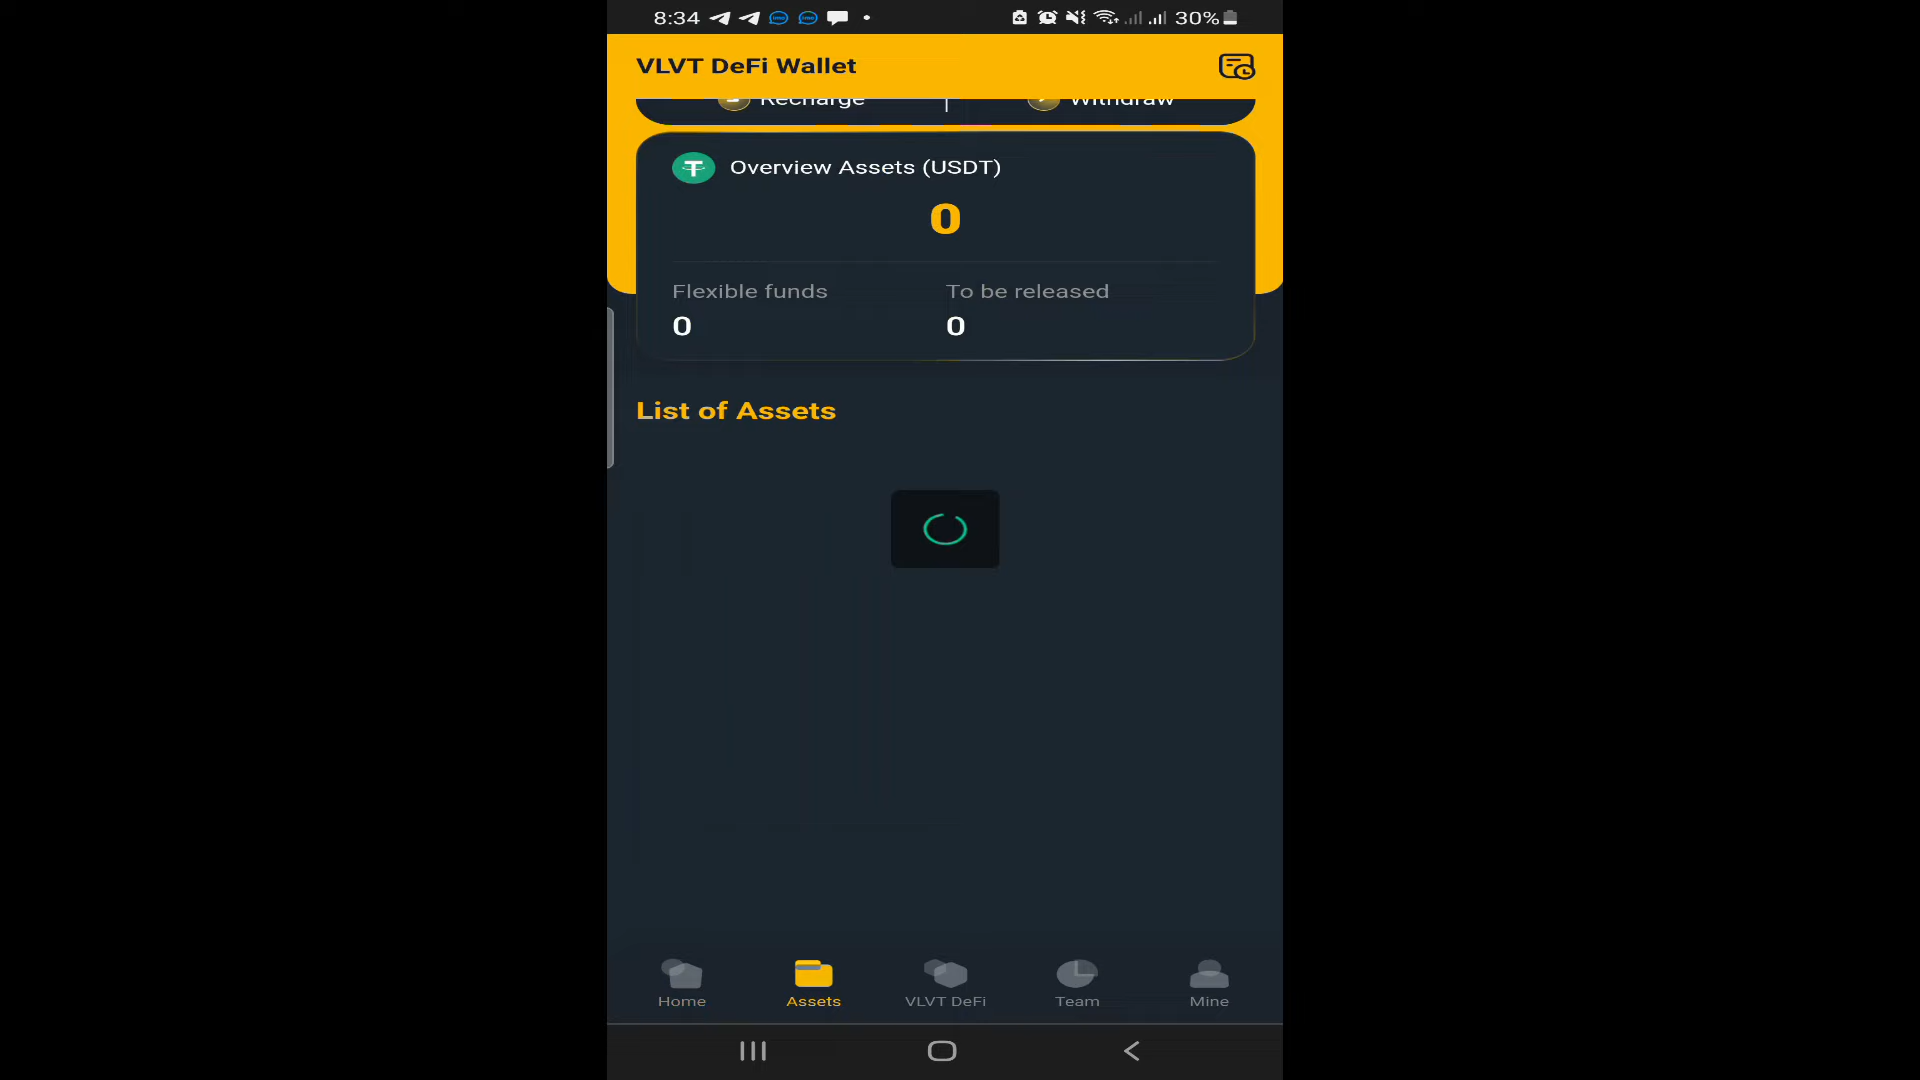 8:34 30%
VLVT DeFi Wallet
Recharge Withdraw
Overview Assets (USDT)
0
Flexible funds To be released
0 0
List of Assets
Home Assets VLVT DeFi Team Mine